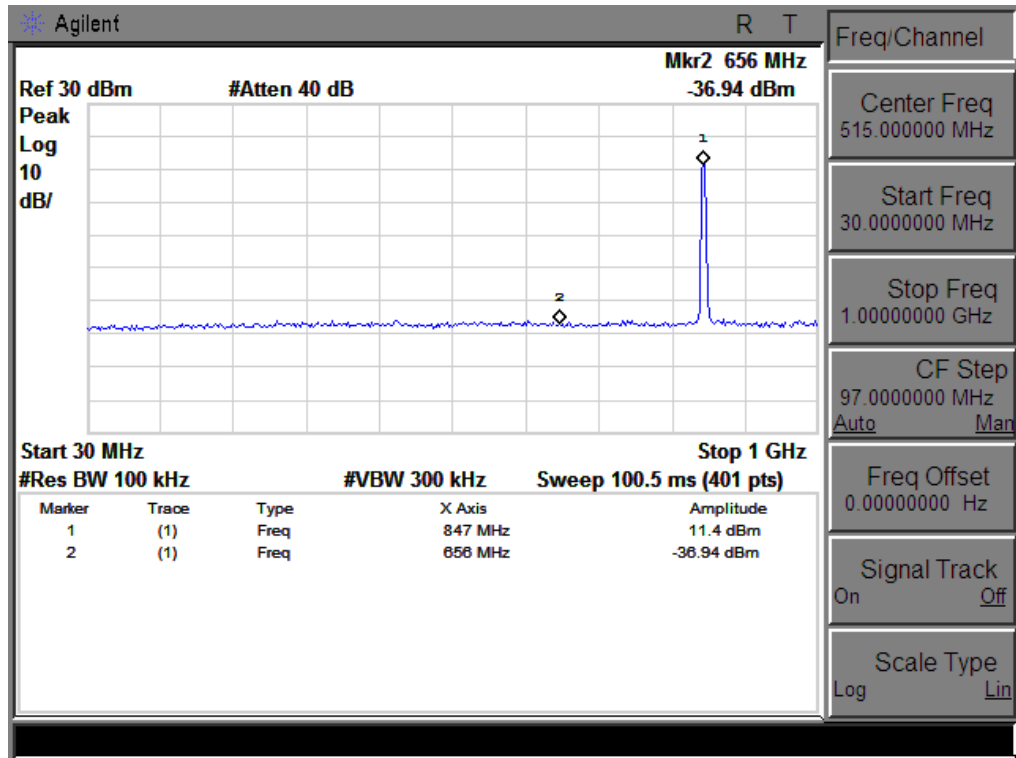 Agilent R T
Mkr2 656 MHz
Ref 30 dBm #Atten 40 dB -36.94 dBm
Peak
Log
10
dB/
1
2
Start 30 MHz Stop 1 GHz
#Res BW 100 kHz #VBW 300 kHz Sweep 100.5 ms (401 pts)
Marker Trace Type X Axis Amplitude
1 (1) Freq 847 MHz 11.4 dBm
2 (1) Freq 656 MHz -36.94 dBm
Freq/Channel
Center Freq
515.000000 MHz
Start Freq
30.0000000 MHz
Stop Freq
1.00000000 GHz
CF Step
97.0000000 MHz
Auto Man
Freq Offset
0.00000000 Hz
Signal Track
On Off
Scale Type
Log Lin